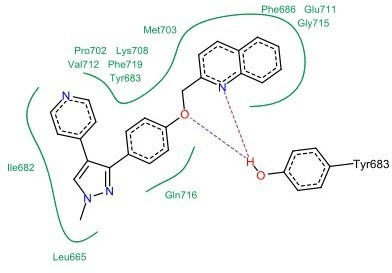 Phe686 Glu711
Gly715
Met703
Pro702 Lys708
Val712 Phe719
Tyr683
N
N
O
H
O
Tyr683
Ile682
N
N
Gln716
Leu665